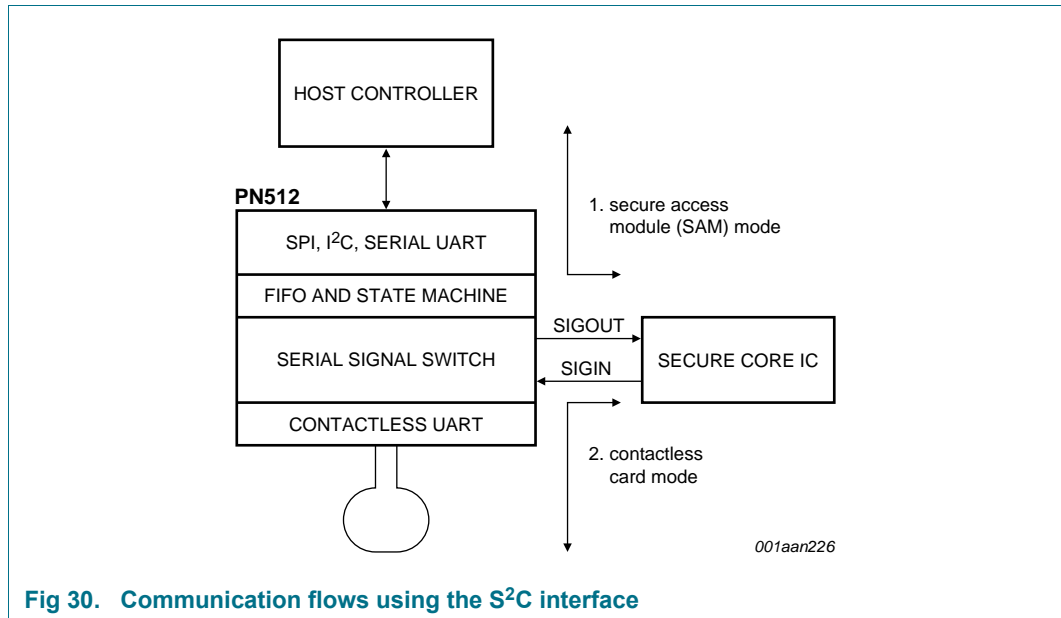 HOST CONTROLLER
PN512
SPI, I²C, SERIAL UART
FIFO AND STATE MACHINE
SERIAL SIGNAL SWITCH
CONTACTLESS UART
SIGOUT
SIGIN
SECURE CORE IC
1. secure access
module (SAM) mode
2. contactless
card mode
001aan226
Fig 30. Communication flows using the S²C interface